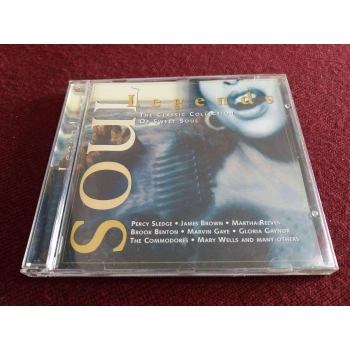 Soul
Legends
The Classic Collection
Of Sweet Soul
Percy Sledge • James Brown • Martha Reeves
Brook Benton • Marvin Gaye • Gloria Gaynor
The Commodores • Mary Wells and many others